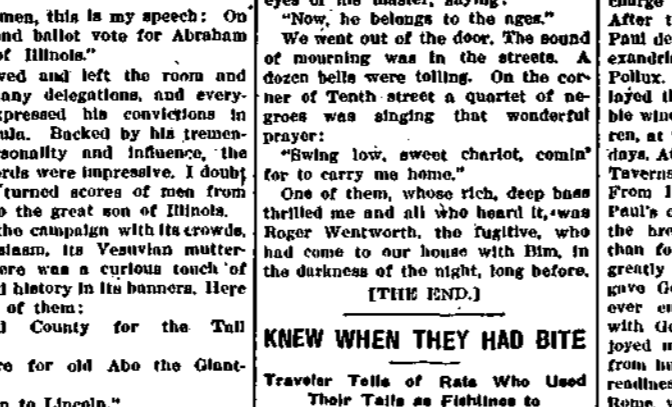 men, this is my speech: On
nd ballot vote for Abraham
of Illinois."
ved and left the room and
any delegations, and every-
xpressed his convictions in
ula. Backed by his tremen-
sonality and influence, the
rds were impressive. I doubt
turned scores of men from
o the great son of Illinois.
the campaign with its crowds,
siasm, its Vesuvian mutter-
ere was a curious touch of
d history in its banners. Here
of them:
l County for the Tall
re for old Abe the Giant-
n to Lincoln."
eyes of his master, saying:
"Now, he belongs to the ages."
We went out of the door. The sound
of mourning was in the streets. A
dozen bells were tolling. On the cor-
ner of Tenth street a quartet of ne-
groes was singing that wonderful
prayer:
"Swing low, sweet chariot, comin'
for to carry me home."
One of them, whose rich, deep bass
thrilled me and all who heard it, was
Roger Wentworth, the fugitive, who
had come to our house with Bim, in
the darkness of the night, long before.
[THE END.]
KNEW WHEN THEY HAD BITE
Traveler Tells of Rats Who Used
Their Tails as Fishlines to
charge
After t
Paul de
exandri
Pollux.
layed th
ble wine
ren, at
days. At
Taverns
From 1
Paul's c
the bre
than fo
greatly
gave Go
ever en
with Ge
joyed m
from hi
readines
Rome, w